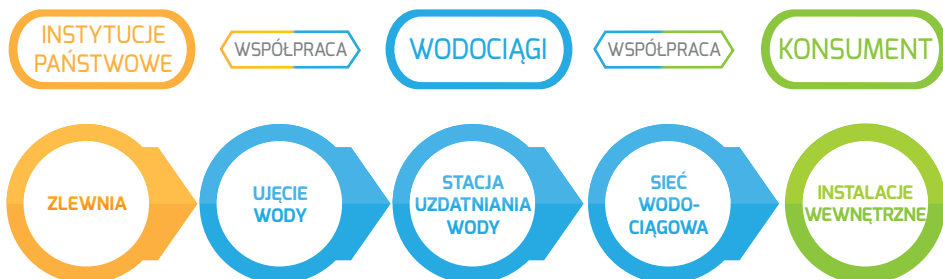 INSTYTUCJE
PAŃSTWOWE
WSPÓŁPRACA
WODOCIĄGI
WSPÓŁPRACA
KONSUMENT
ZLEWNIA
UJĘCIE
WODY
STACJA
UZDATNIANIA
WODY
SIEĆ
WODO-
CIĄGOWA
INSTALACJE
WEWNĘTRZNE